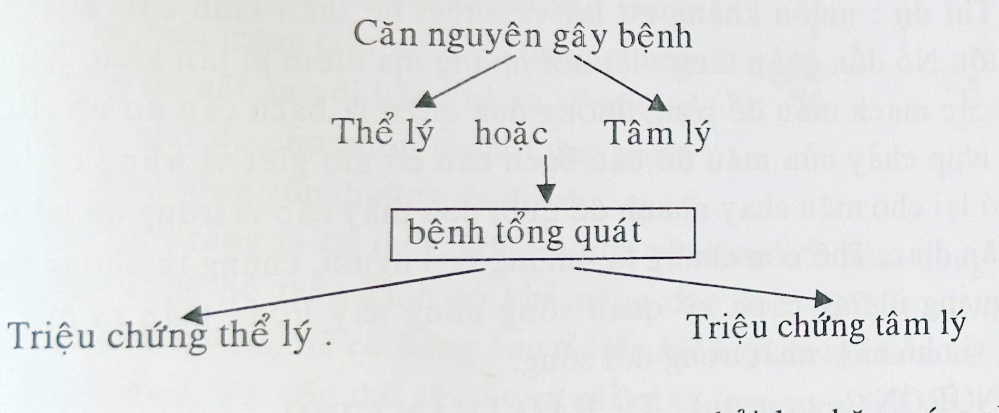 Căn nguyên gây bệnh
Thể lý hoặc Tâm lý
bệnh tổng quát
Triệu chứng thể lý .
Triệu chứng tâm lý